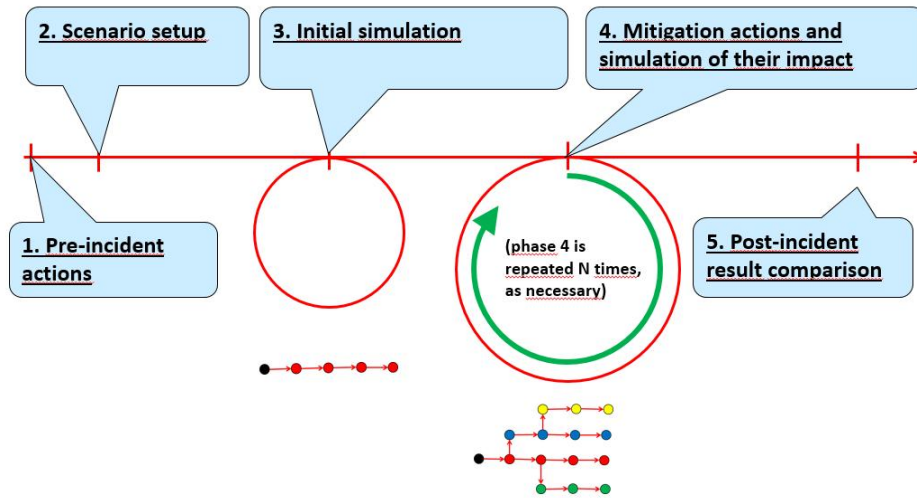 2. Scenario setup
3. Initial simulation
4. Mitigation actions and
simulation of their impact
1. Pre-incident
actions
(phase 4 is
repeated N times,
as necessary)
5. Post-incident
result comparison